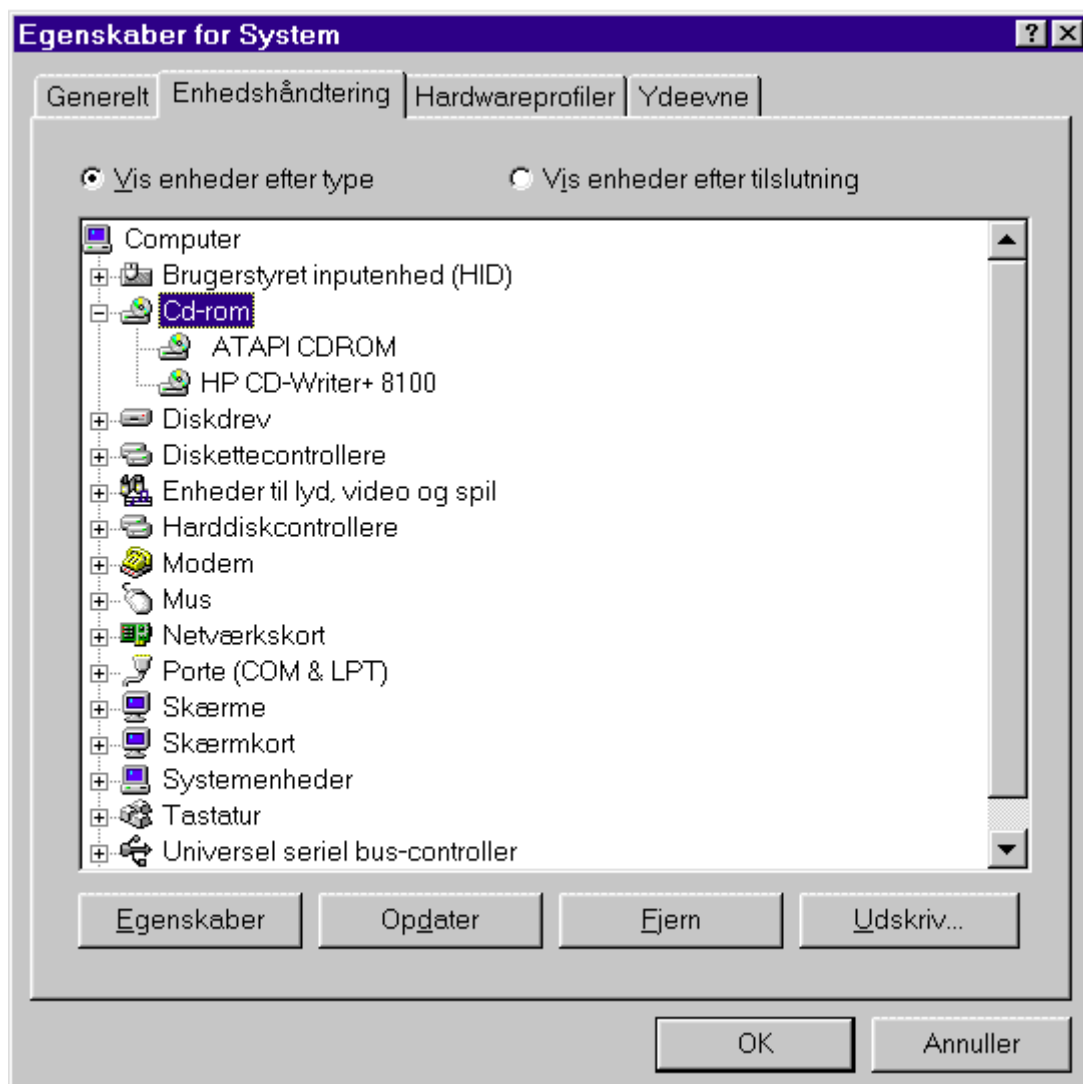 Egenskaber for System
Generelt Enhedshåndtering Hardwareprofiler Ydeevne
Vis enheder efter type Vis enheder efter tilslutning
Computer
Brugerstyret inputenhed (HID)
Cd-rom
ATAPI CDROM
HP CD-Writer+ 8100
Diskdrev
Diskettecontrollere
Enheder til lyd, video og spil
Harddiskcontrollere
Modem
Mus
Netværkskort
Porte (COM & LPT)
Skærme
Skærmkort
Systemenheder
Tastatur
Universel seriel bus-controller
Egenskaber Opdater Fjern Udskriv...
OK Annuller